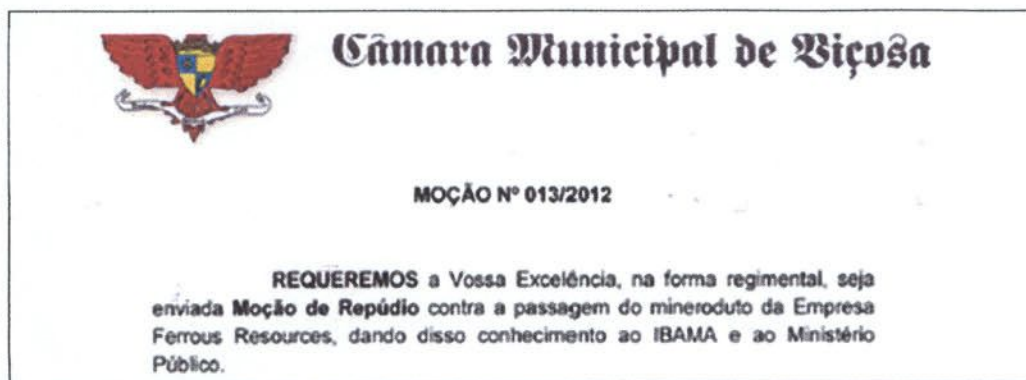 Câmara Municipal de Viçosa
MOÇÃO Nº 013/2012
REQUEREMOS a Vossa Excelência, na forma regimental, seja
enviada Moção de Repúdio contra a passagem do mineroduto da Empresa
Ferrous Resources, dando disso conhecimento ao IBAMA e ao Ministério
Público.